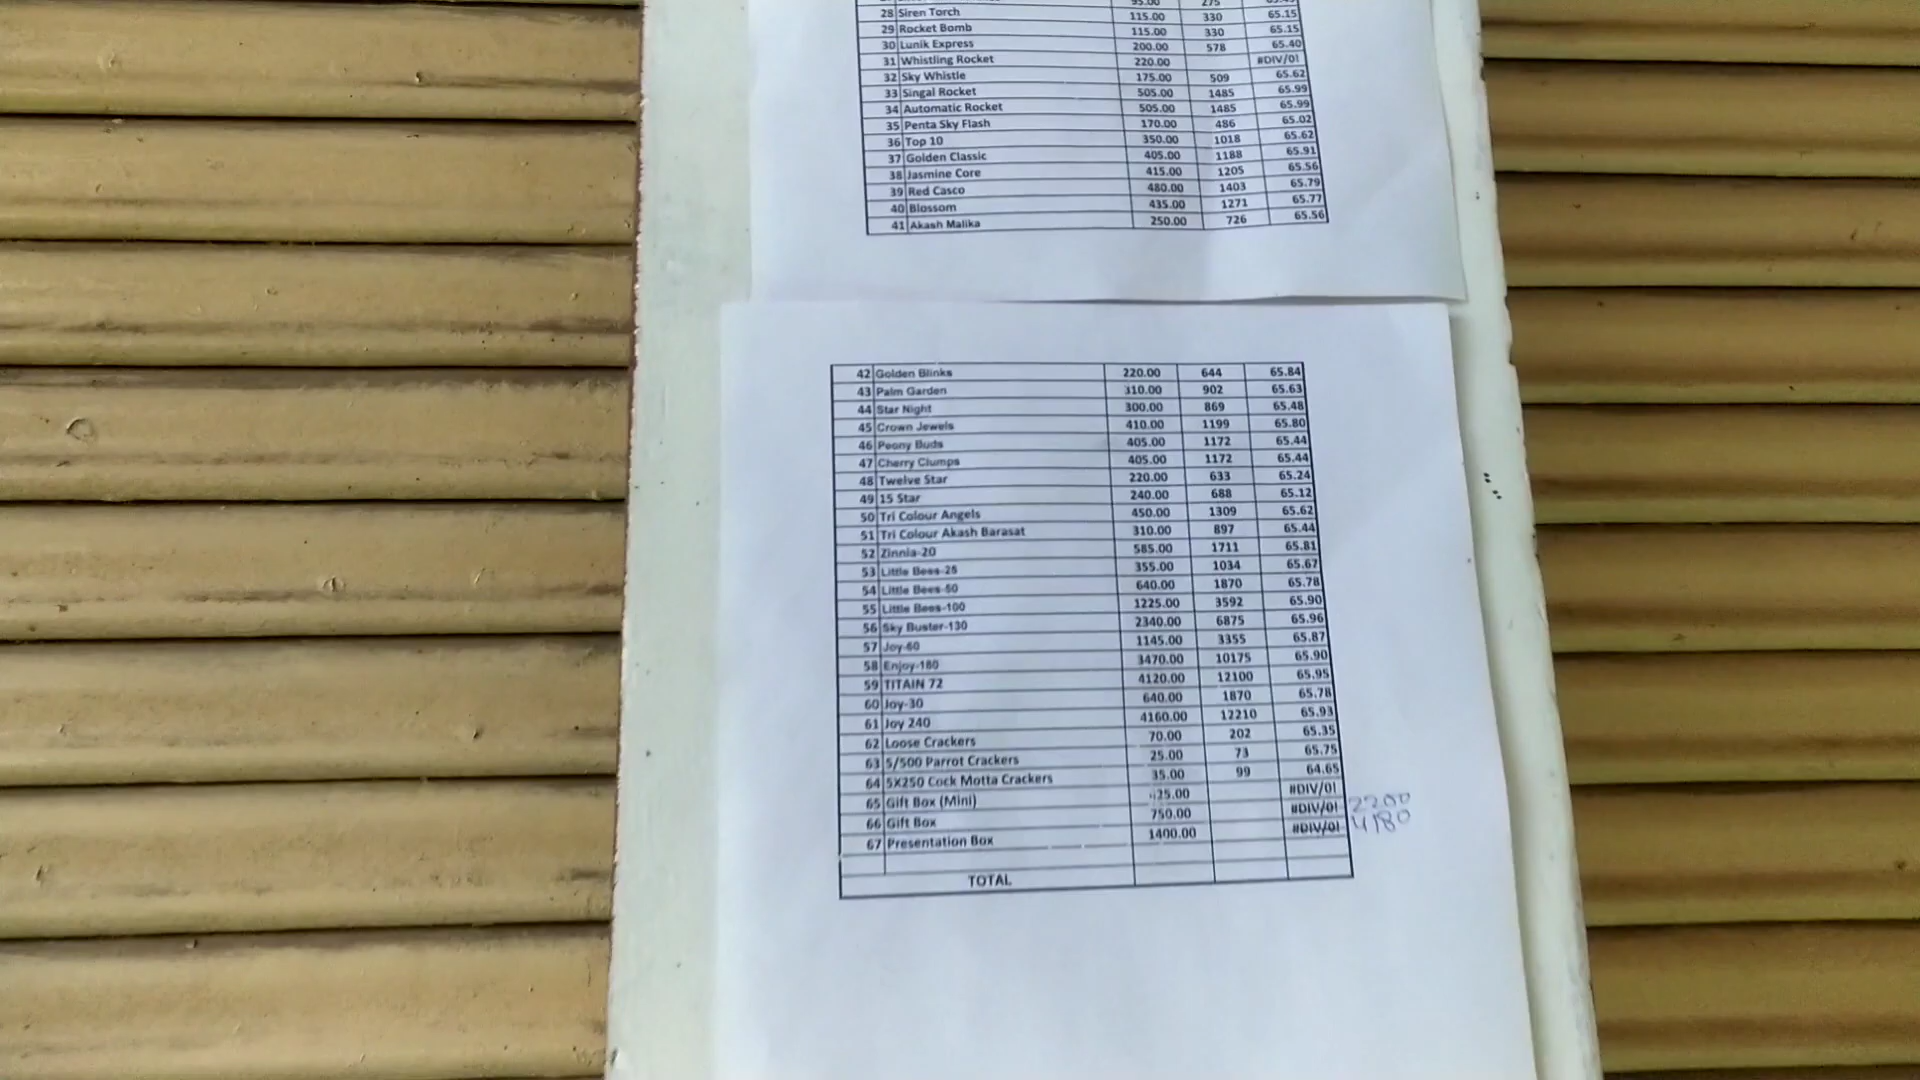 28 Siren Torch 115.00 330 65.15
29 Rocket Bomb 115.00 330 65.15
30 Lunik Express 200.00 578 65.40
31 Whistling Rocket 220.00 #DIV/0!
32 Sky Whistle 175.00 509 65.62
33 Singal Rocket 505.00 1485 65.99
34 Automatic Rocket 505.00 1485 65.99
35 Penta Sky Flash 170.00 486 65.02
36 Top 10 350.00 1018 65.62
37 Golden Classic 405.00 1188 65.91
38 Jasmine Core 415.00 1205 65.56
39 Red Casco 480.00 1403 65.79
40 Blossom 435.00 1271 65.77
41 Akash Malika 250.00 726 65.56
42 Golden Blinks 220.00 644 65.84
43 Palm Garden 310.00 902 65.63
44 Star Night 300.00 869 65.48
45 Crown Jewels 410.00 1199 65.80
46 Peony Buds 405.00 1172 65.44
47 Cherry Clumps 405.00 1172 65.44
48 Twelve Star 220.00 633 65.24
49 15 Star 240.00 688 65.12
50 Tri Colour Angels 450.00 1309 65.62
51 Tri Colour Akash Barasat 310.00 897 65.44
52 Zinnia-20 585.00 1711 65.81
53 Little Bees-25 355.00 1034 65.67
54 Little Bees-50 640.00 1870 65.78
55 Little Bees-100 1225.00 3592 65.90
56 Sky Buster-130 2340.00 6875 65.96
57 Joy-60 1145.00 3355 65.87
58 Enjoy-180 3470.00 10175 65.90
59 TITAIN 72 4120.00 12100 65.95
60 Joy-30 640.00 1870 65.78
61 Joy 240 4160.00 12210 65.93
62 Loose Crackers 70.00 202 65.35
63 5/500 Parrot Crackers 25.00 73 65.75
64 5X250 Cock Motta Crackers 35.00 99 64.65
65 Gift Box (Mini) #DIV/0!
66 Gift Box 750.00 #DIV/0! 2200
67 Presentation Box 1400.00 #DIV/0! 4180
TOTAL